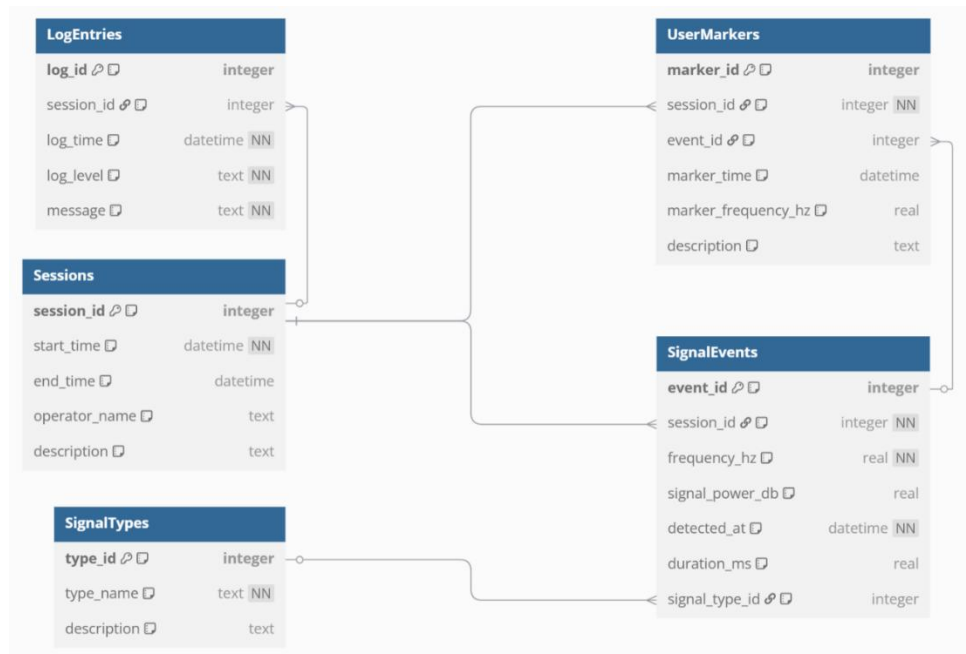 LogEntries
log_id integer
session_id integer
log_time datetime NN
log_level text NN
message text NN
Sessions
session_id integer
start_time datetime NN
end_time datetime
operator_name text
description text
SignalTypes
type_id integer
type_name text NN
description text
UserMarkers
marker_id integer
session_id integer NN
event_id integer
marker_time datetime
marker_frequency_hz real
description text
SignalEvents
event_id integer
session_id integer NN
frequency_hz real NN
signal_power_db real
detected_at datetime NN
duration_ms real
signal_type_id integer